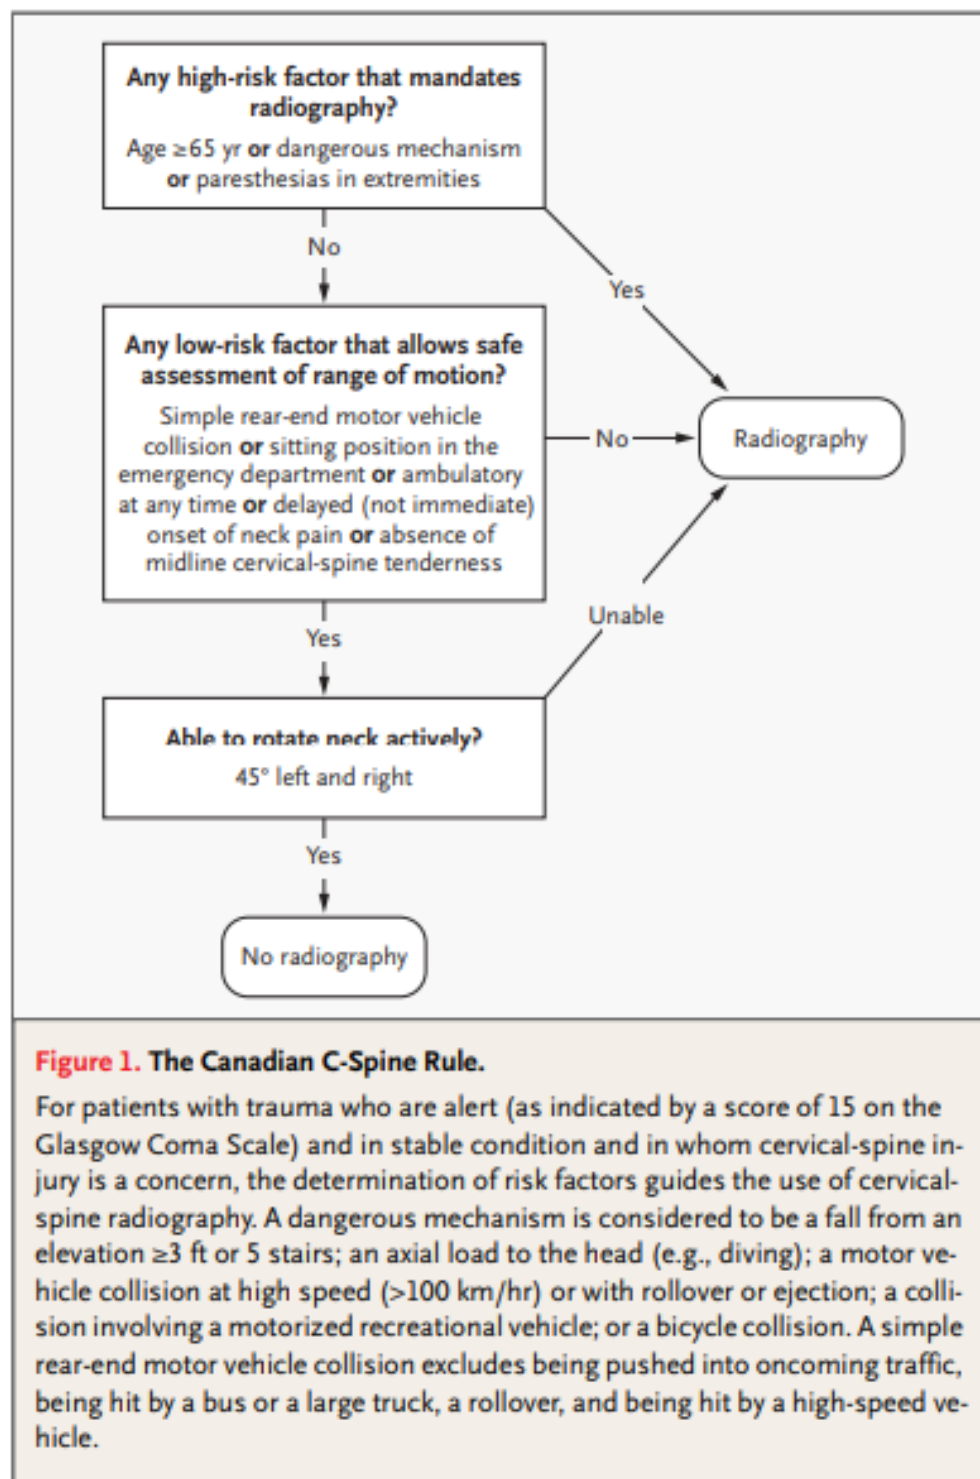 Any high-risk factor that mandates
radiography?
Age ≥65 yr or dangerous mechanism
or paresthesias in extremities
No
Yes
Any low-risk factor that allows safe
assessment of range of motion?
Simple rear-end motor vehicle
collision or sitting position in the
emergency department or ambulatory
at any time or delayed (not immediate)
onset of neck pain or absence of
midline cervical-spine tenderness
No
Radiography
Yes
Unable
Able to rotate neck actively?
45° left and right
Yes
No radiography
Figure 1. The Canadian C-Spine Rule.
For patients with trauma who are alert (as indicated by a score of 15 on the
Glasgow Coma Scale) and in stable condition and in whom cervical-spine in-
jury is a concern, the determination of risk factors guides the use of cervical-
spine radiography. A dangerous mechanism is considered to be a fall from an
elevation ≥3 ft or 5 stairs; an axial load to the head (e.g., diving); a motor ve-
hicle collision at high speed (>100 km/hr) or with rollover or ejection; a colli-
sion involving a motorized recreational vehicle; or a bicycle collision. A simple
rear-end motor vehicle collision excludes being pushed into oncoming traffic,
being hit by a bus or a large truck, a rollover, and being hit by a high-speed ve-
hicle.